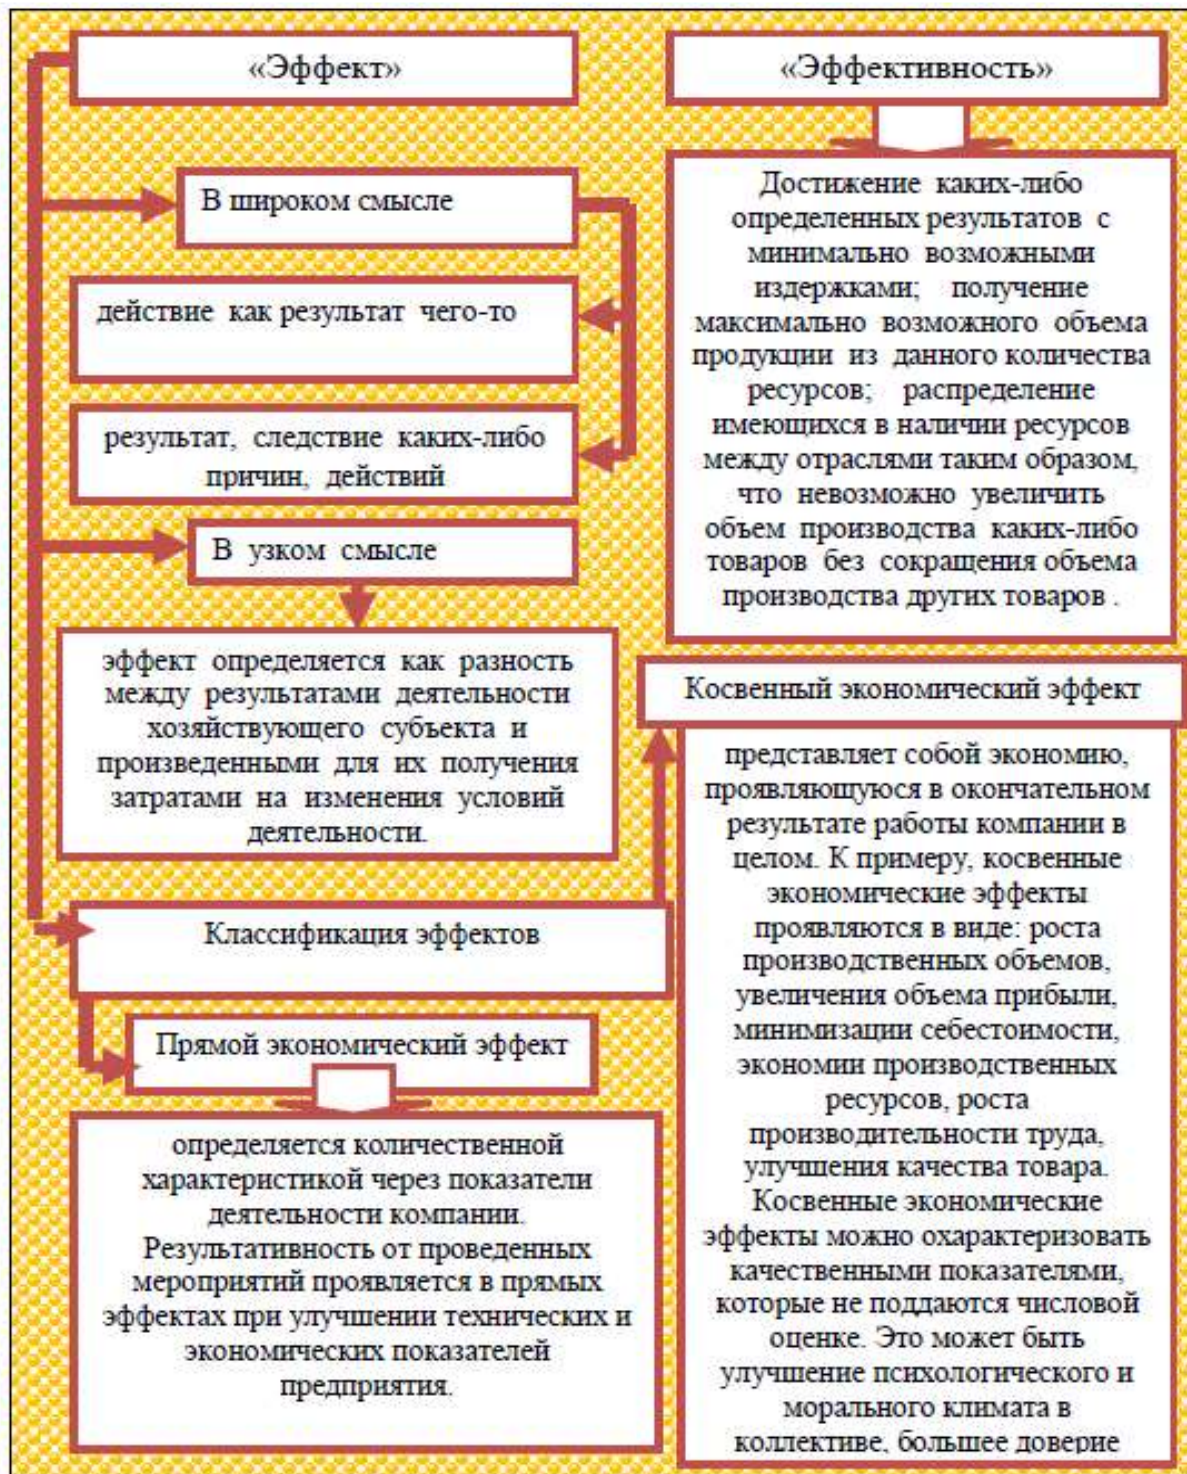 «Эффект»
«Эффективность»
В широком смысле
действие как результат чего-то
результат, следствие каких-либо
причин, действий
В узком смысле
эффект определяется как разность
между результатами деятельности
хозяйствующего субъекта и
произведенными для их получения
затратами на изменения условий
деятельности.
Достижение каких-либо
определенных результатов с
минимально возможными
издержками; получение
максимально возможного объема
продукции из данного количества
ресурсов; распределение
имеющихся в наличии ресурсов
между отраслями таким образом,
что невозможно увеличить
объем производства каких-либо
товаров без сокращения объема
производства других товаров .
Классификация эффектов
Прямой экономический эффект
определяется количественной
характеристикой через показатели
деятельности компании.
Результативность от проведенных
мероприятий проявляется в прямых
эффектах при улучшении технических и
экономических показателей
предприятия.
Косвенный экономический эффект
представляет собой экономию,
проявляющуюся в окончательном
результате работы компании в
целом. К примеру, косвенные
экономические эффекты
проявляются в виде: роста
производственных объемов,
увеличения объема прибыли,
минимизации себестоимости,
экономии производственных
ресурсов, роста
производительности труда,
улучшения качества товара.
Косвенные экономические
эффекты можно охарактеризовать
качественными показателями,
которые не поддаются числовой
оценке. Это может быть
улучшение психологического и
морального климата в
коллективе, большее доверие